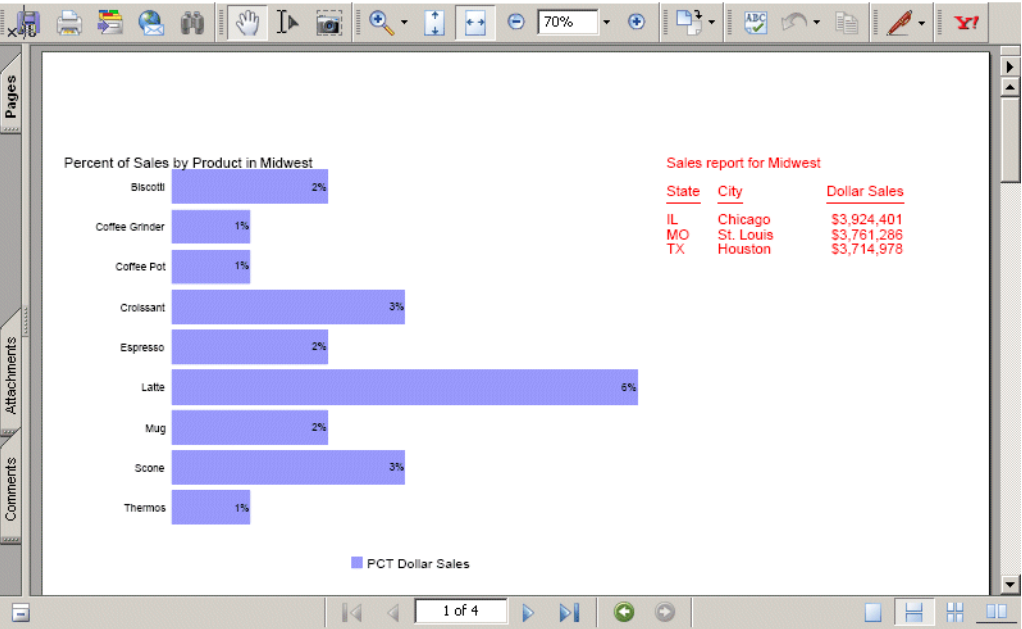 70%
ABC
Y!
Pages
Attachments
Comments
Percent of Sales by Product in Midwest
Biscotti 2%
Coffee Grinder 1%
Coffee Pot 1%
Croissant 3%
Espresso 2%
Latte 6%
Mug 2%
Scone 3%
Thermos 1%
PCT Dollar Sales
Sales report for Midwest
State City Dollar Sales
IL Chicago $3,924,401
MO St. Louis $3,761,286
TX Houston $3,714,978
1 of 4